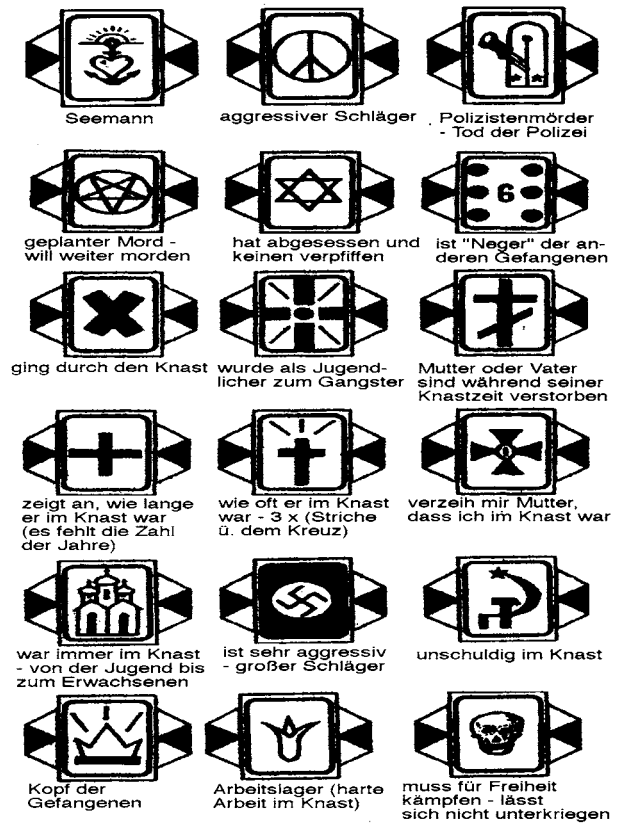 Seemann
aggressiver Schläger
Polizistenmörder
- Tod der Polizei
geplanter Mord -
will weiter morden
hat abgesessen und
keinen verpfiffen
6
ist "Neger" der an-
deren Gefangenen
ging durch den Knast
wurde als Jugend-
licher zum Gangster
Mutter oder Vater
sind während seiner
Knastzeit verstorben
zeigt an, wie lange
er im Knast war
(es fehlt die Zahl
der Jahre)
wie oft er im Knast
war - 3 x (Striche
ü. dem Kreuz)
verzeih mir Mutter,
dass ich im Knast war
war immer im Knast
- von der Jugend bis
zum Erwachsenen
ist sehr aggressiv
- großer Schläger
unschuldig im Knast
Kopf der
Gefangenen
Arbeitslager (harte
Arbeit im Knast)
muss für Freiheit
kämpfen - lässt
sich nicht unterkriegen